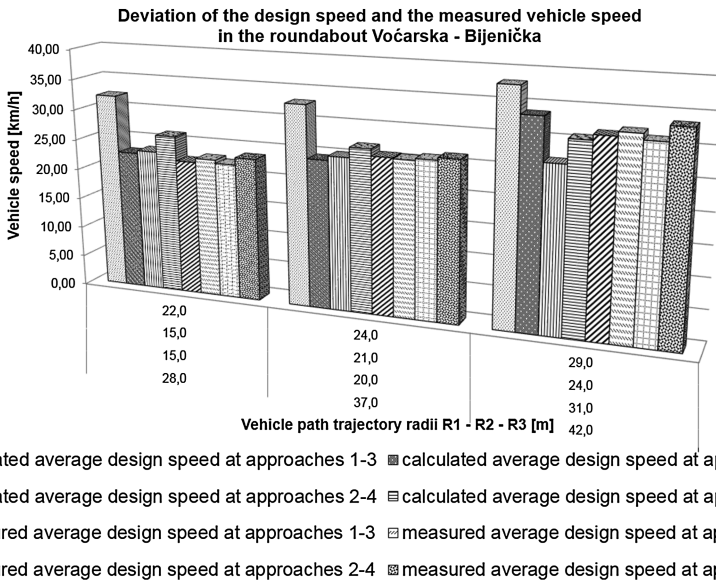 Deviation of the design speed and the measured vehicle speed
in the roundabout Voćarska - Bijenička
Vehicle speed [km/h]
40,00
35,00
30,00
25,00
20,00
15,00
10,00
5,00
0,00
22,0
15,0
15,0
28,0
24,0
21,0
20,0
37,0
29,0
24,0
31,0
42,0
Vehicle path trajectory radii R1 - R2 - R3 [m]
average design speed at approaches 1-3 calculated average design speed at
average design speed at approaches 2-4 calculated average design speed at
average design speed at approaches 1-3 measured average design speed at
average design speed at approaches 2-4 measured average design speed at